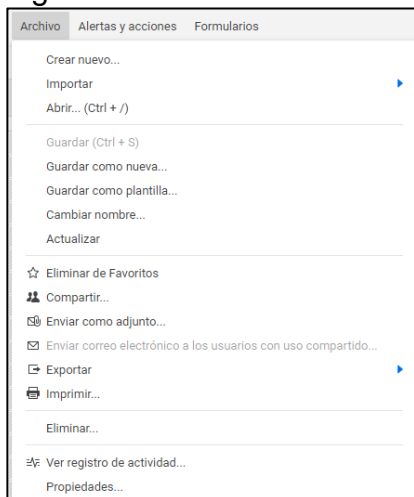 Archivo Alertas y acciones Formularios
Crear nuevo...
Importar
Abrir... (Ctrl + /)
Guardar (Ctrl + S)
Guardar como nueva...
Guardar como plantilla...
Cambiar nombre...
Actualizar
Eliminar de Favoritos
Compartir...
Enviar como adjunto...
Enviar correo electrónico a los usuarios con uso compartido...
Exportar
Imprimir...
Eliminar...
Ver registro de actividad...
Propiedades...